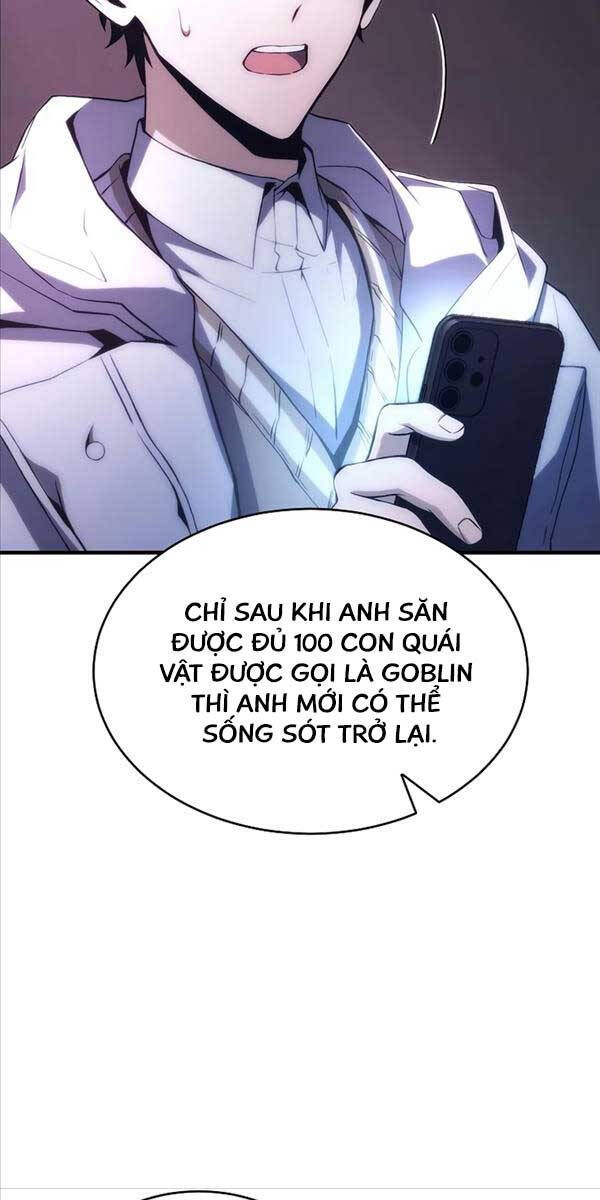 CHỈ SAU KHI ANH SĂN
ĐƯỢC ĐỦ 100 CON QUÁI
VẬT ĐƯỢC GỌI LÀ GOBLIN
THÌ ANH MỚI CÓ THỂ
SỐNG SÓT TRỞ LẠI.